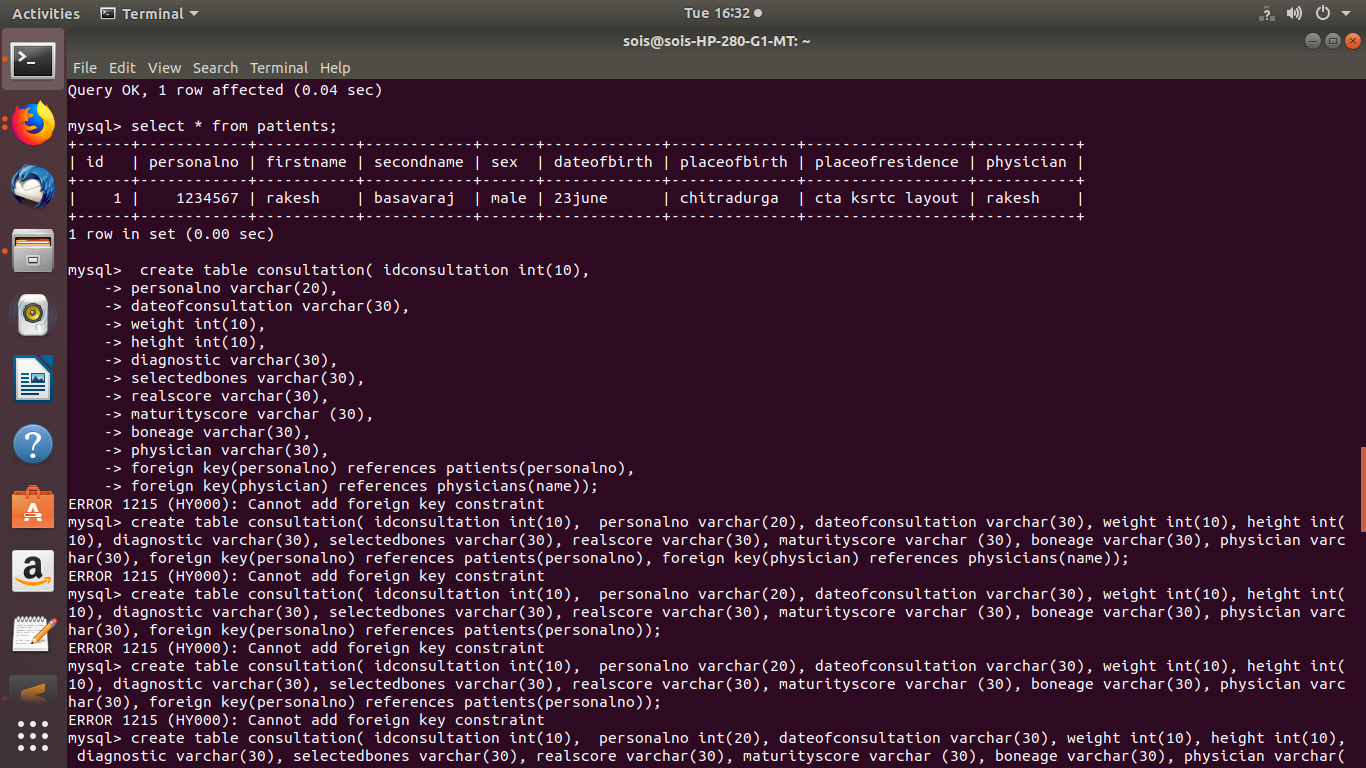 Activities Terminal Tue 16:32
sois@sois-HP-280-G1-MT: ~
File Edit View Search Terminal Help
Query OK, 1 row affected (0.04 sec)
mysql> select * from patients;
+------+------------+-----------+------------+------+-------------+--------------+------------------+-----------+
| id   | personalno | firstname | secondname | sex  | dateofbirth | placeofbirth | placeofresidence | physician |
+------+------------+-----------+------------+------+-------------+--------------+------------------+-----------+
|    1 |    1234567 | rakesh    | basavaraj  | male | 23june      | chitradurga  | cta ksrtc layout | rakesh    |
+------+------------+-----------+------------+------+-------------+--------------+------------------+-----------+
1 row in set (0.00 sec)
mysql>  create table consultation( idconsultation int(10),
    -> personalno varchar(20),
    -> dateofconsultation varchar(30),
    -> weight int(10),
    -> height int(10),
    -> diagnostic varchar(30),
    -> selectedbones varchar(30),
    -> realscore varchar(30),
    -> maturityscore varchar (30),
    -> boneage varchar(30),
    -> physician varchar(30),
    -> foreign key(personalno) references patients(personalno),
    -> foreign key(physician) references physicians(name));
ERROR 1215 (HY000): Cannot add foreign key constraint
mysql> create table consultation( idconsultation int(10),  personalno varchar(20), dateofconsultation varchar(30), weight int(10), height int(
10), diagnostic varchar(30), selectedbones varchar(30), realscore varchar(30), maturityscore varchar (30), boneage varchar(30), physician varc
har(30), foreign key(personalno) references patients(personalno), foreign key(physician) references physicians(name));
ERROR 1215 (HY000): Cannot add foreign key constraint
mysql> create table consultation( idconsultation int(10),  personalno varchar(20), dateofconsultation varchar(30), weight int(10), height int(
10), diagnostic varchar(30), selectedbones varchar(30), realscore varchar(30), maturityscore varchar (30), boneage varchar(30), physician varc
har(30), foreign key(personalno) references patients(personalno));
ERROR 1215 (HY000): Cannot add foreign key constraint
mysql> create table consultation( idconsultation int(10),  personalno varchar(20), dateofconsultation varchar(30), weight int(10), height int(
10), diagnostic varchar(30), selectedbones varchar(30), realscore varchar(30), maturityscore varchar (30), boneage varchar(30), physician varc
har(30), foreign key(personalno) references patients(personalno));
ERROR 1215 (HY000): Cannot add foreign key constraint
mysql> create table consultation( idconsultation int(10),  personalno int(20), dateofconsultation varchar(30), weight int(10), height int(10),
 diagnostic varchar(30), selectedbones varchar(30), realscore varchar(30), maturityscore varchar (30), boneage varchar(30), physician varchar(